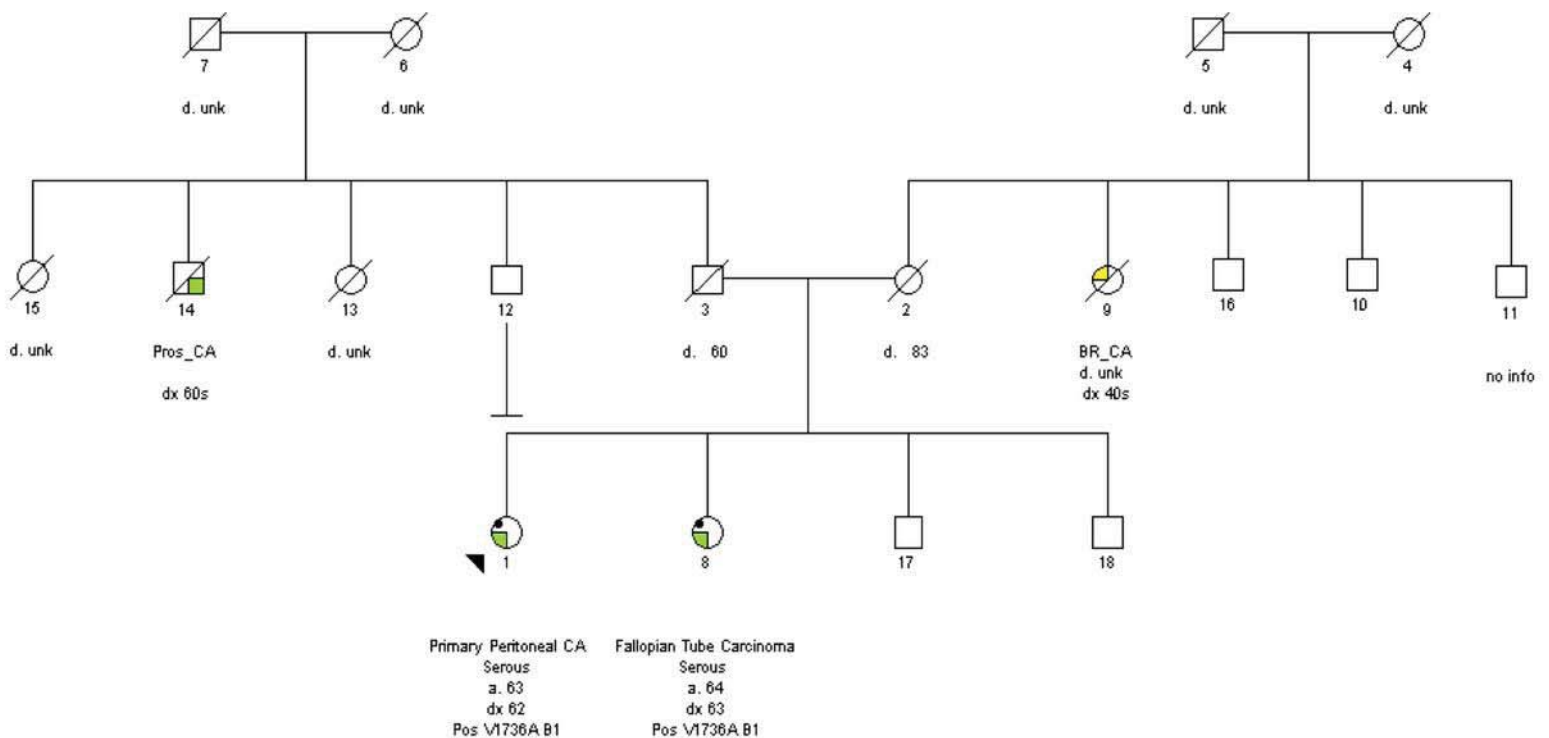 7 6 5 4
d. unk d. unk d. unk d. unk
15 14 13 12 3 2 9 16 10 11
d. unk Pros_CA d. unk d. 60 d. 83 BR_CA
d. unk
dx 60s dx 40s no info
1 8 17 18
Primary Peritoneal CA Fallopian Tube Carcinoma
Serous Serous
a. 63 a. 64
dx 62 dx 63
Pos V1736A B1 Pos V1736A B1